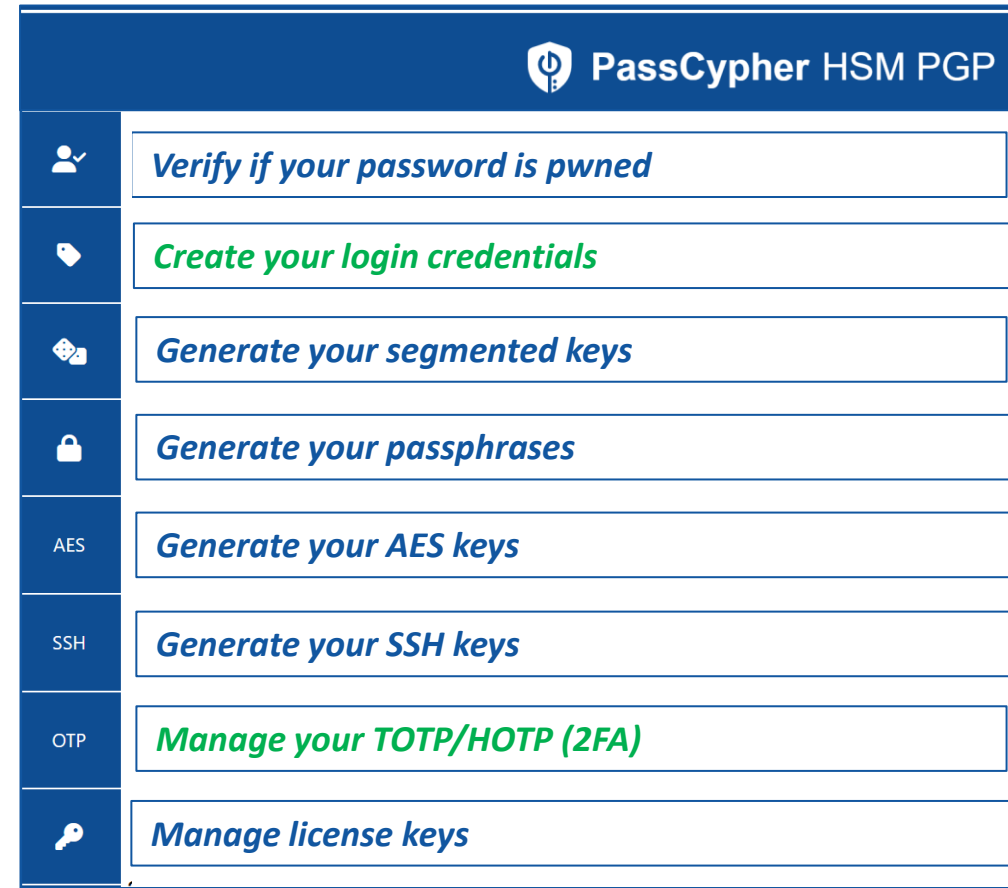 PassCypher HSM PGP
Verify if your password is pwned
Create your login credentials
Generate your segmented keys
Generate your passphrases
AES Generate your AES keys
SSH Generate your SSH keys
OTP Manage your TOTP/HOTP (2FA)
Manage license keys